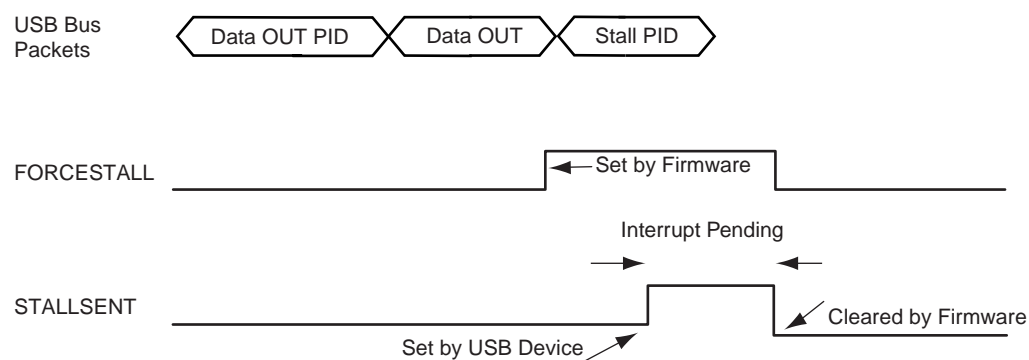 USB Bus
Packets
Data OUT PID
Data OUT
Stall PID
FORCESTALL
Set by Firmware
Interrupt Pending
STALLSENT
Cleared by Firmware
Set by USB Device